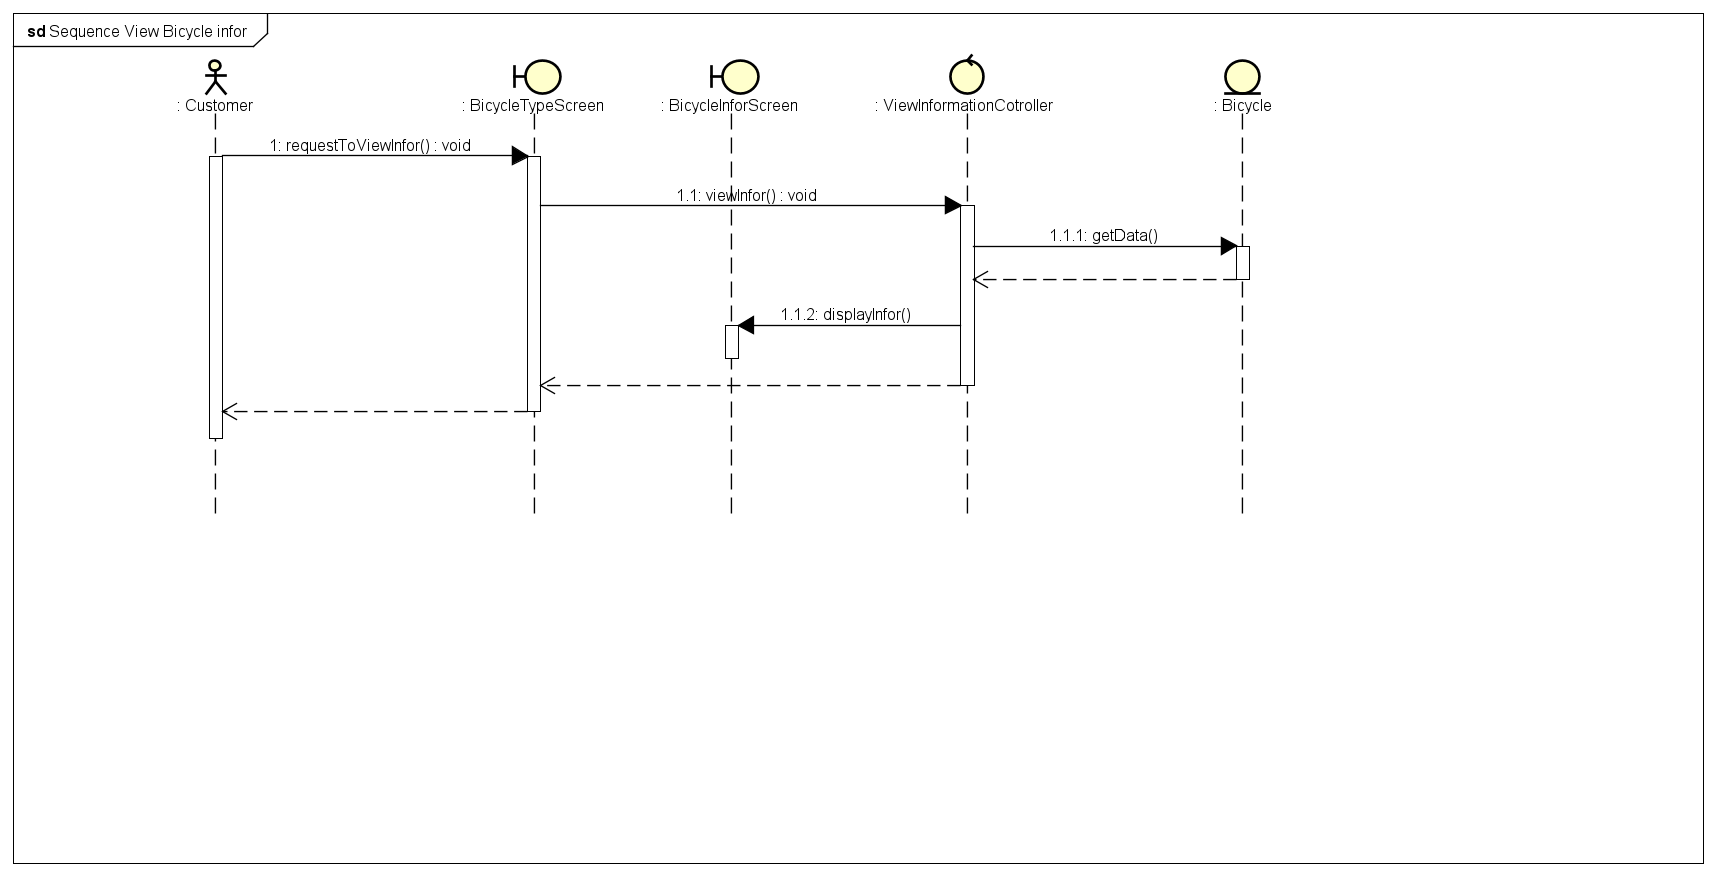 sd Sequence View Bicycle infor
: Customer
: BicycleTypeScreen
: BicycleInforScreen
: ViewInformationCotroller
: Bicycle
1: requestToViewInfor() : void
1.1: viewInfor() : void
1.1.1: getData()
1.1.2: displayInfor()